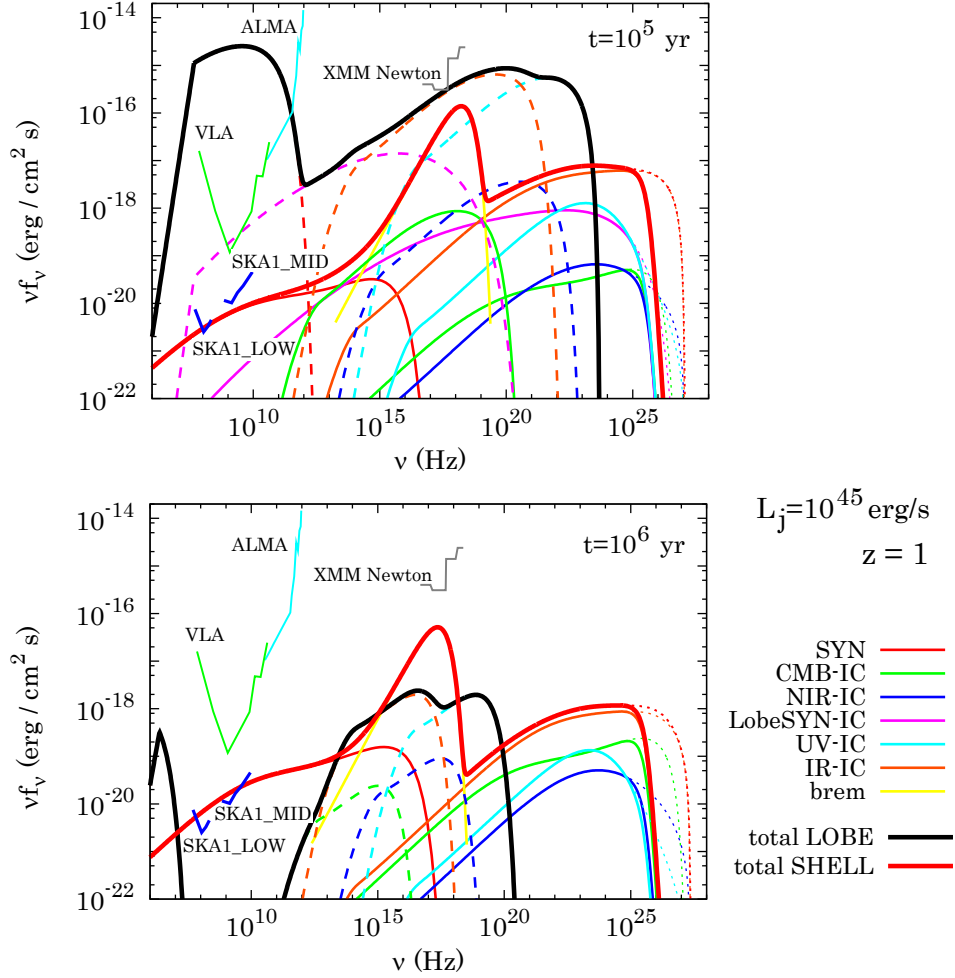 t=10^5 yr
ALMA
XMM Newton
VLA
SKA1_MID
SKA1_LOW
10^-14
10^-16
10^-18
10^-20
10^-22
νf_ν (erg / cm^2 s)
10^10 10^15 10^20 10^25
ν (Hz)
t=10^6 yr
ALMA
XMM Newton
VLA
SKA1_MID
SKA1_LOW
10^-14
10^-16
10^-18
10^-20
10^-22
νf_ν (erg / cm^2 s)
10^10 10^15 10^20 10^25
ν (Hz)
L_j=10^45 erg/s
z = 1
SYN
CMB-IC
NIR-IC
LobeSYN-IC
UV-IC
IR-IC
brem
total LOBE
total SHELL